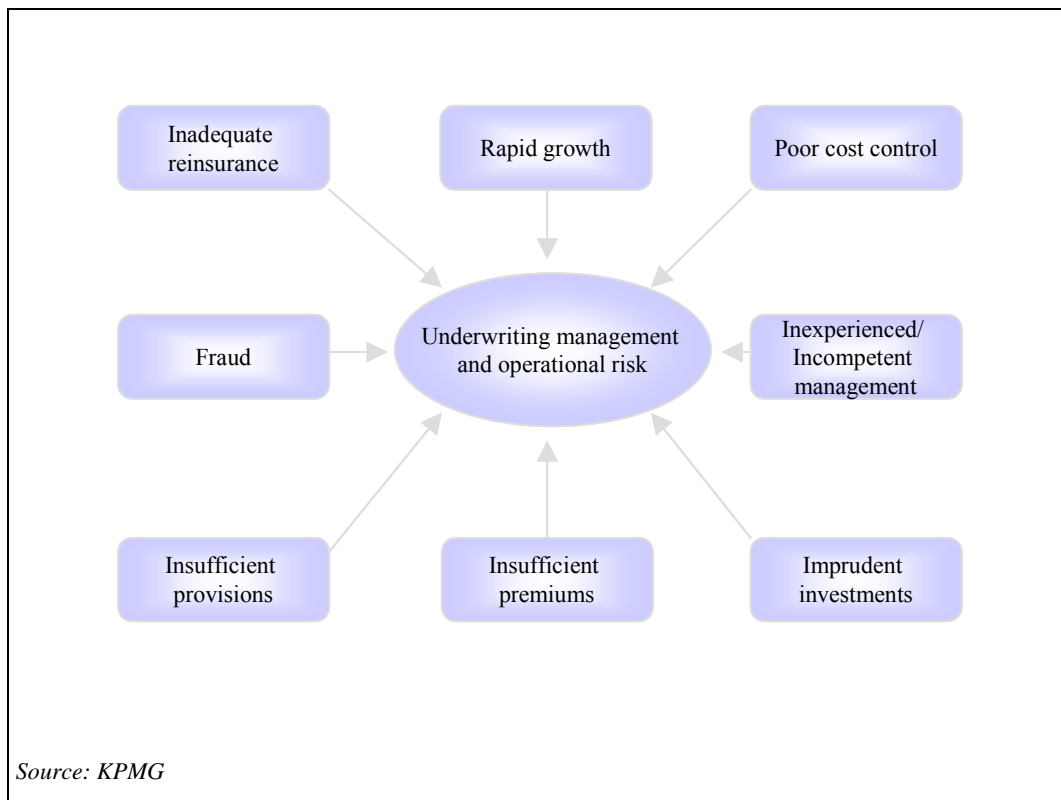 Inadequate
reinsurance
Rapid growth
Poor cost control
Fraud
Underwriting management
and operational risk
Inexperienced/
Incompetent
management
Insufficient
provisions
Insufficient
premiums
Imprudent
investments
Source: KPMG